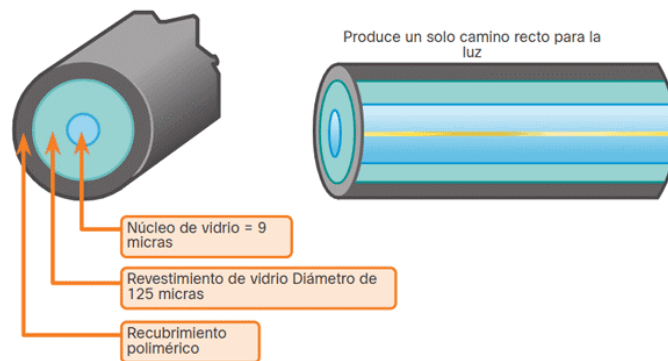 Produce un solo camino recto para la
luz
Núcleo de vidrio = 9
micras
Revestimiento de vidrio Diámetro de
125 micras
Recubrimiento
polimérico